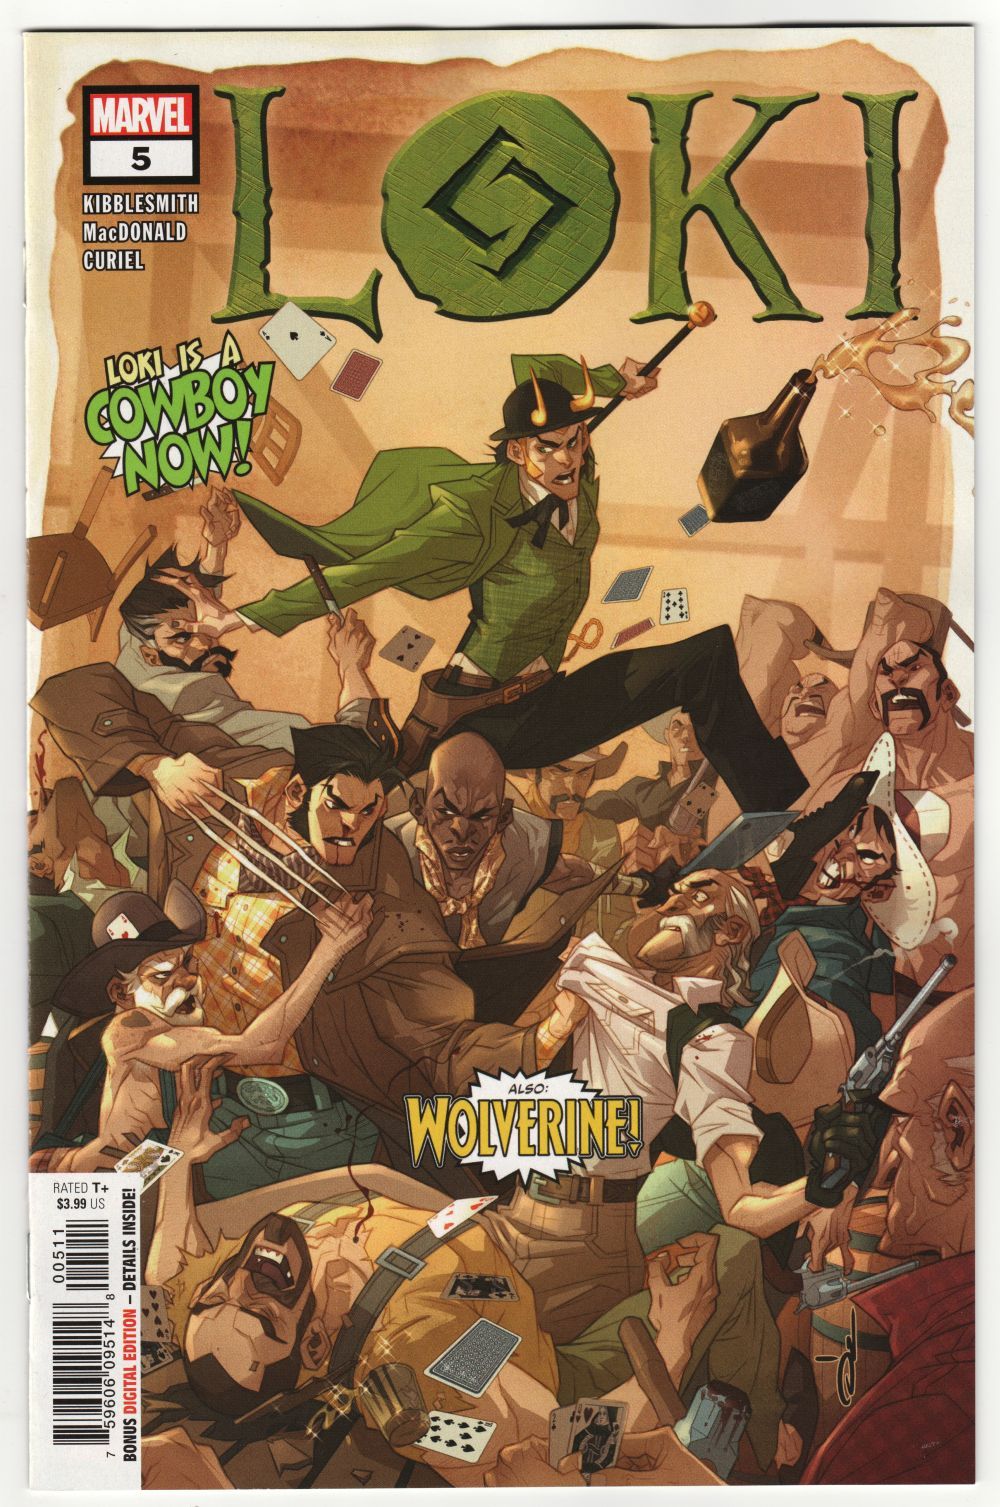 LOKI
MARVEL
5
KIBBLESMITH
MacDONALD
CURIEL
LOKI IS A
COWBOY
NOW!
ALSO:
WOLVERINE!
RATED T+
$3.99 US
00511
7 59606 09514 8
BONUS DIGITAL EDITION – DETAILS INSIDE!